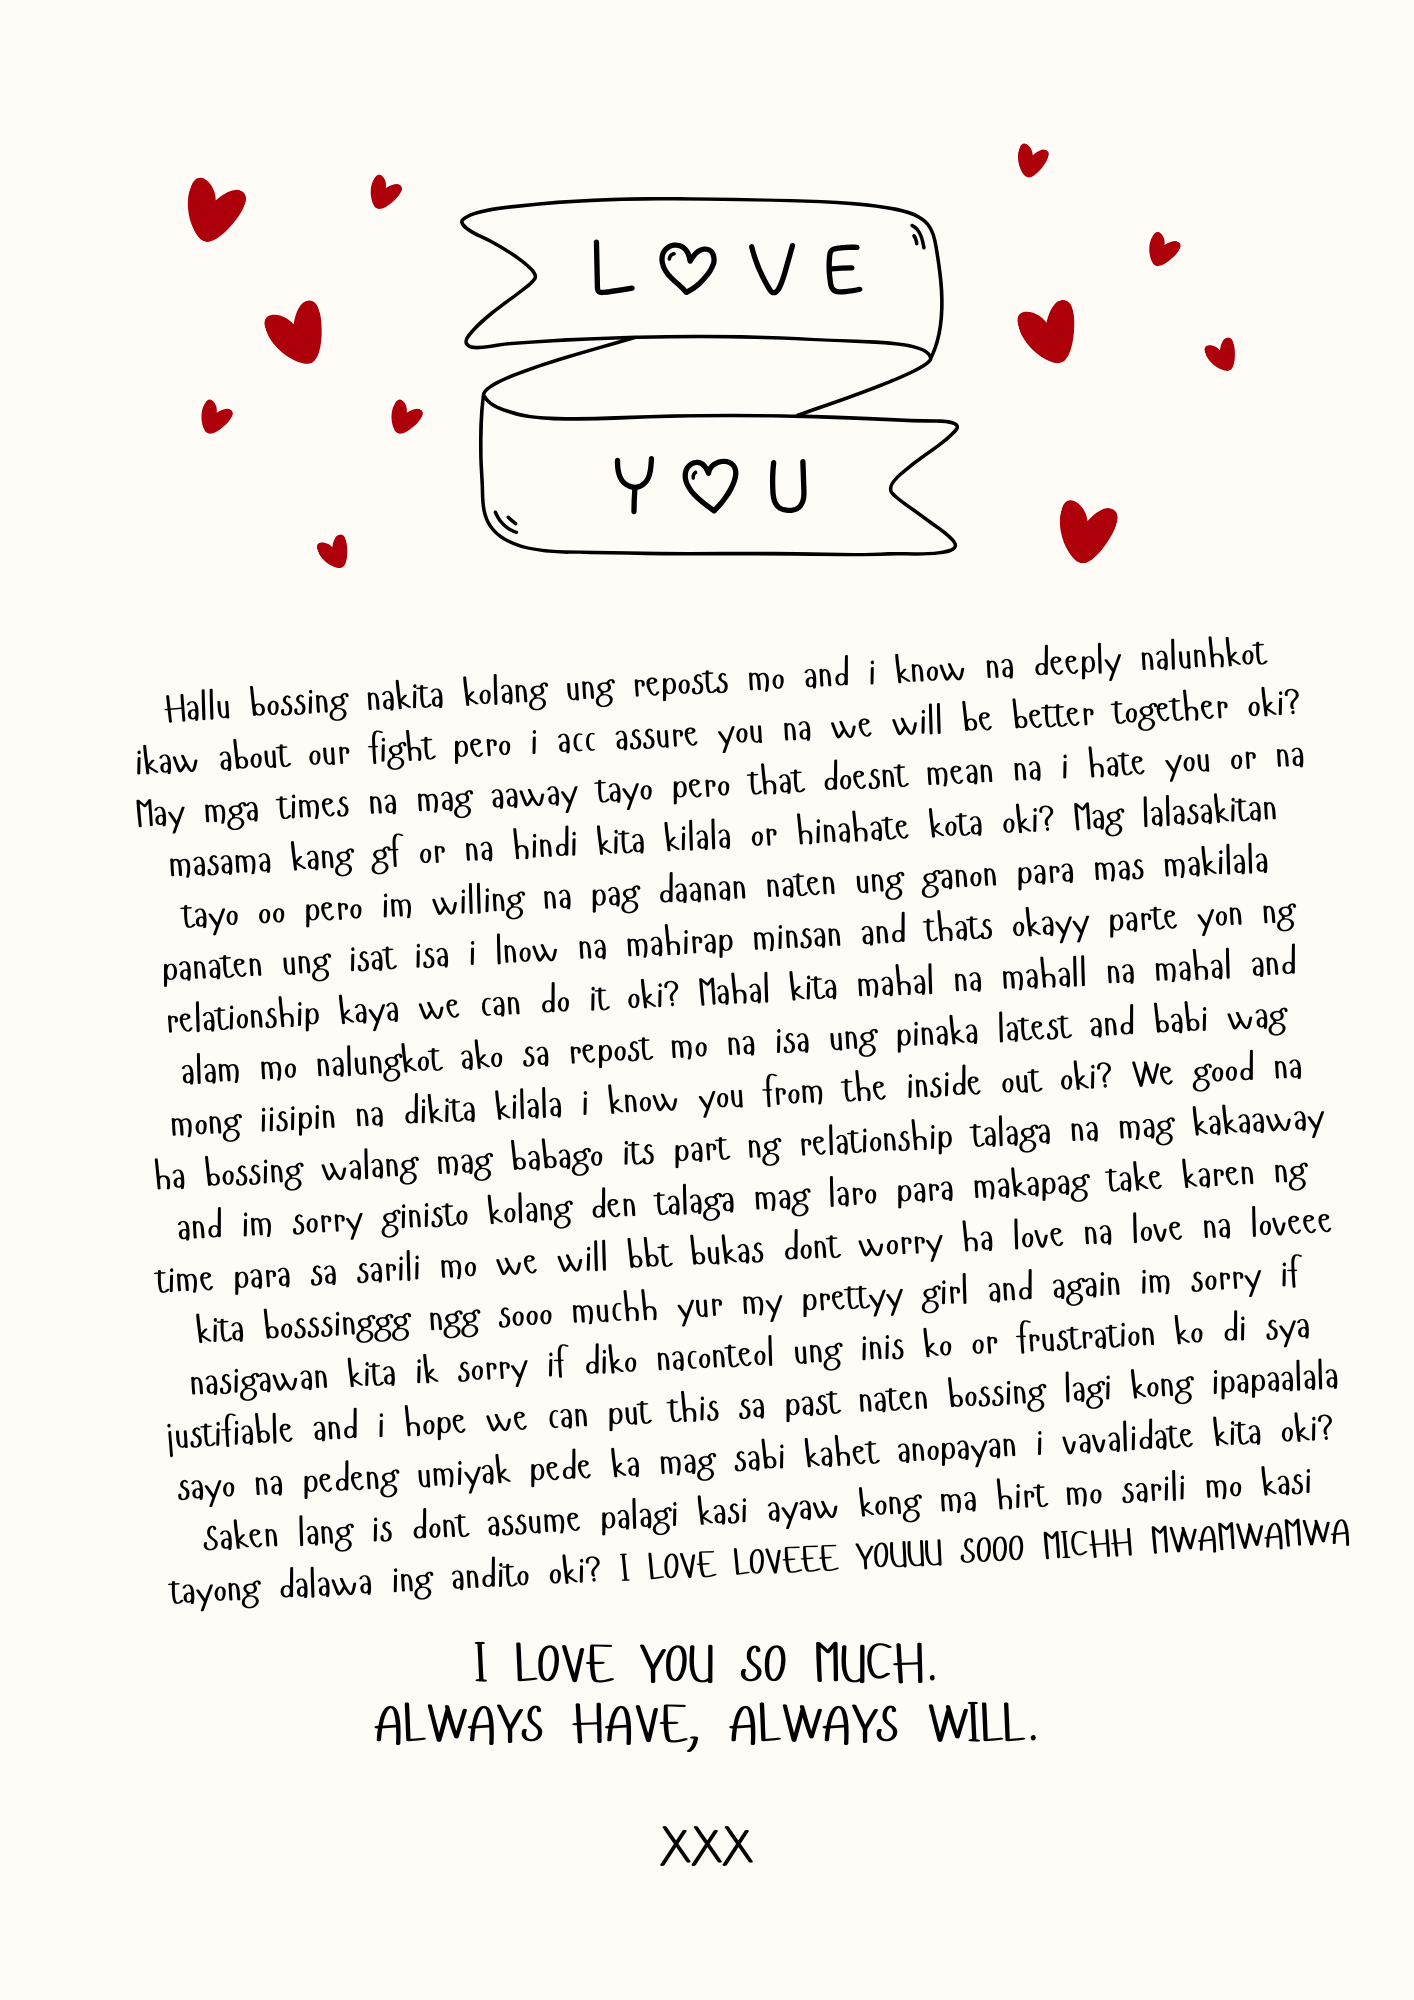 LOVE
YOU
Hallu bossing nakita kolang ung reposts mo and i know na deeply nalunhkot
ikaw about our fight pero i acc assure you na we will be better together oki?
May mga times na mag aaway tayo pero that doesnt mean na i hate you or na
masama kang gf or na hindi kita kilala or hinahate kota oki? Mag lalasakitan
tayo oo pero im willing na pag daanan naten ung ganon para mas makilala
panaten ung isat isa i lnow na mahirap minsan and thats okayy parte yon ng
relationship kaya we can do it oki? Mahal kita mahal na mahall na mahal and
alam mo nalungkot ako sa repost mo na isa ung pinaka latest and babi wag
mong iisipin na dikita kilala i know you from the inside out oki? We good na
ha bossing walang mag babago its part ng relationship talaga na mag kakaaway
and im sorry ginisto kolang den talaga mag laro para makapag take karen ng
time para sa sarili mo we will bbt bukas dont worry ha love na love na loveee
kita bosssinggg ngg sooo muchh yur my prettyy girl and again im sorry if
nasigawan kita ik sorry if diko naconteol ung inis ko or frustration ko di sya
justifiable and i hope we can put this sa past naten bossing lagi kong ipapaalala
sayo na pedeng umiyak pede ka mag sabi kahet anopayan i vavalidate kita oki?
Saken lang is dont assume palagi kasi ayaw kong ma hirt mo sarili mo kasi
tayong dalawa ing andito oki? I LOVE LOVEEE YOUUU SOOO MICHH MWAMWAMWA
I LOVE YOU SO MUCH.
ALWAYS HAVE, ALWAYS WILL.
XXX